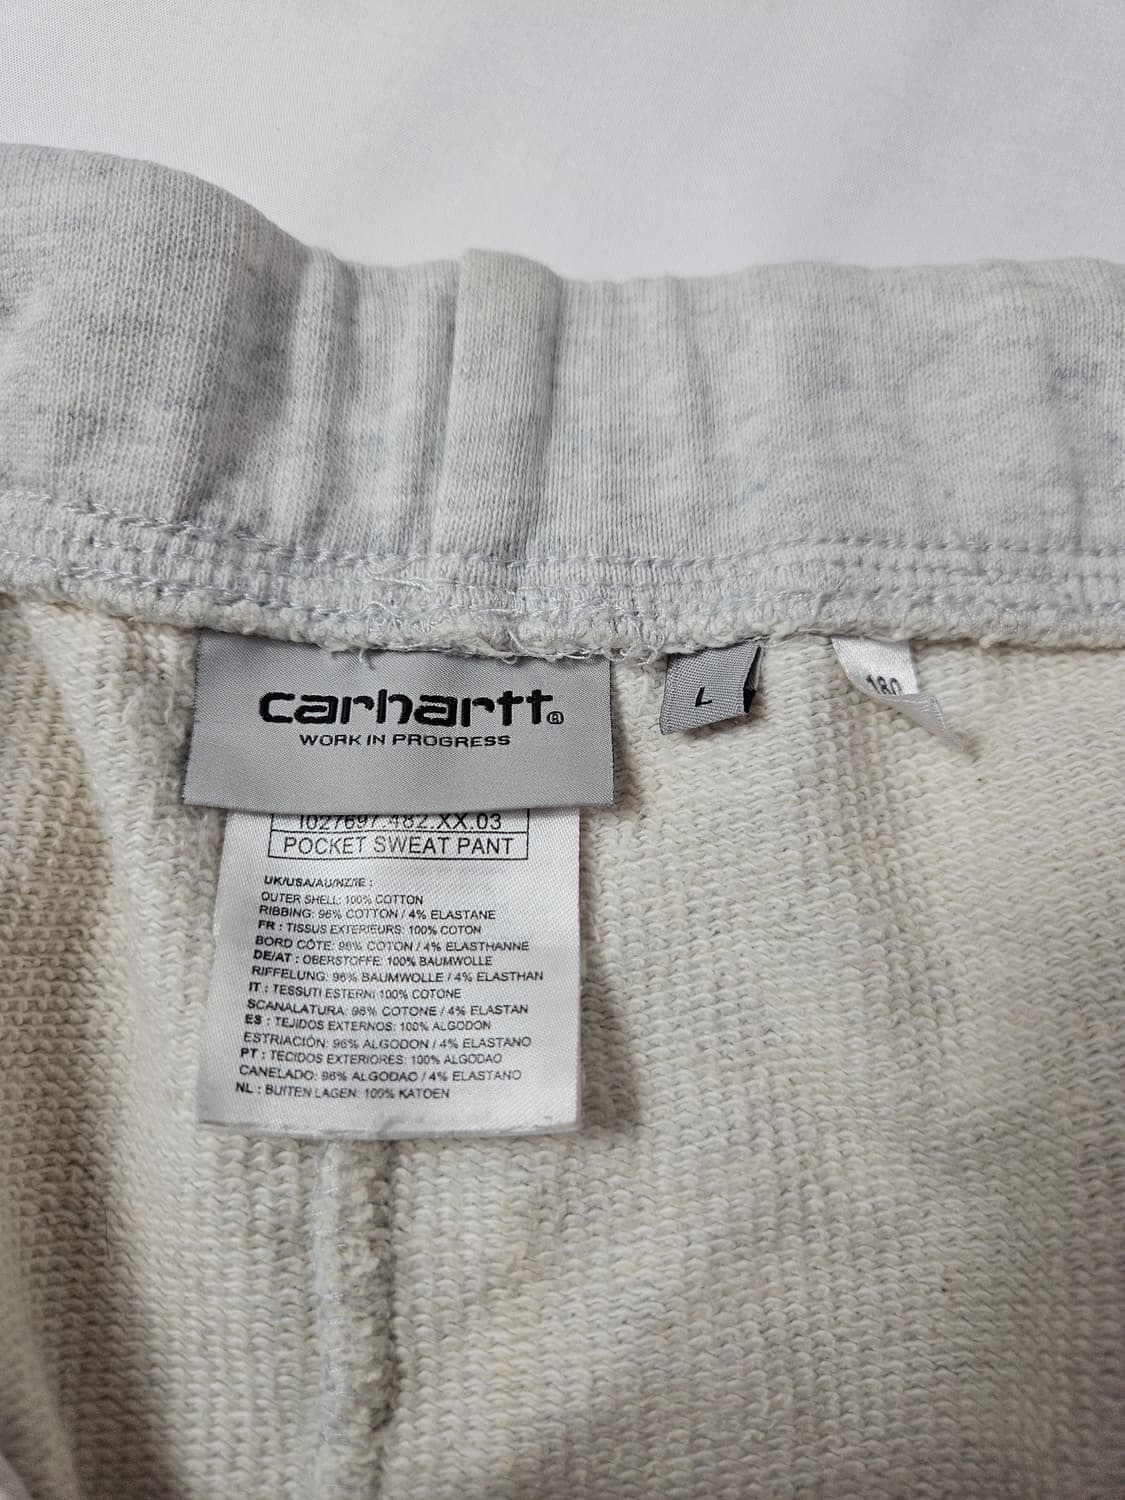 carhartt®
WORK IN PROGRESS
L
180
I027697.482.XX.03
POCKET SWEAT PANT
UK/USA/AU/NZ/IE :
OUTER SHELL: 100% COTTON
RIBBING: 96% COTTON / 4% ELASTANE
FR : TISSUS EXTERIEURS: 100% COTON
BORD CÔTE: 96% COTON / 4% ELASTHANNE
DE/AT : OBERSTOFFE: 100% BAUMWOLLE
RIFFELUNG: 96% BAUMWOLLE / 4% ELASTHAN
IT : TESSUTI ESTERNI 100% COTONE
SCANALATURA: 96% COTONE / 4% ELASTAN
ES : TEJIDOS EXTERNOS: 100% ALGODON
ESTRIACIÓN: 96% ALGODON / 4% ELASTANO
PT : TECIDOS EXTERIORES: 100% ALGODAO
CANELADO: 96% ALGODAO / 4% ELASTANO
NL : BUITEN LAGEN: 100% KATOEN